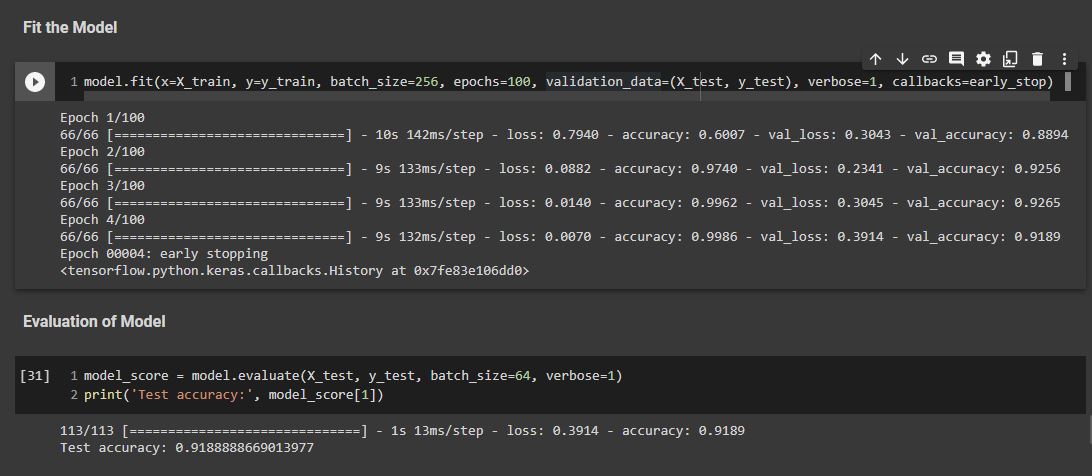 Fit the Model
1 model.fit(x=X_train, y=y_train, batch_size=256, epochs=100, validation_data=(X_test, y_test), verbose=1, callbacks=early_stop)
Epoch 1/100
66/66 [==============================] - 10s 142ms/step - loss: 0.7940 - accuracy: 0.6007 - val_loss: 0.3043 - val_accuracy: 0.8894
Epoch 2/100
66/66 [==============================] - 9s 133ms/step - loss: 0.0882 - accuracy: 0.9740 - val_loss: 0.2341 - val_accuracy: 0.9256
Epoch 3/100
66/66 [==============================] - 9s 133ms/step - loss: 0.0140 - accuracy: 0.9962 - val_loss: 0.3045 - val_accuracy: 0.9265
Epoch 4/100
66/66 [==============================] - 9s 132ms/step - loss: 0.0070 - accuracy: 0.9986 - val_loss: 0.3914 - val_accuracy: 0.9189
Epoch 00004: early stopping
<tensorflow.python.keras.callbacks.History at 0x7fe83e106dd0>
Evaluation of Model
[31] 1 model_score = model.evaluate(X_test, y_test, batch_size=64, verbose=1)
2 print('Test accuracy:', model_score[1])
113/113 [==============================] - 1s 13ms/step - loss: 0.3914 - accuracy: 0.9189
Test accuracy: 0.9188888669013977